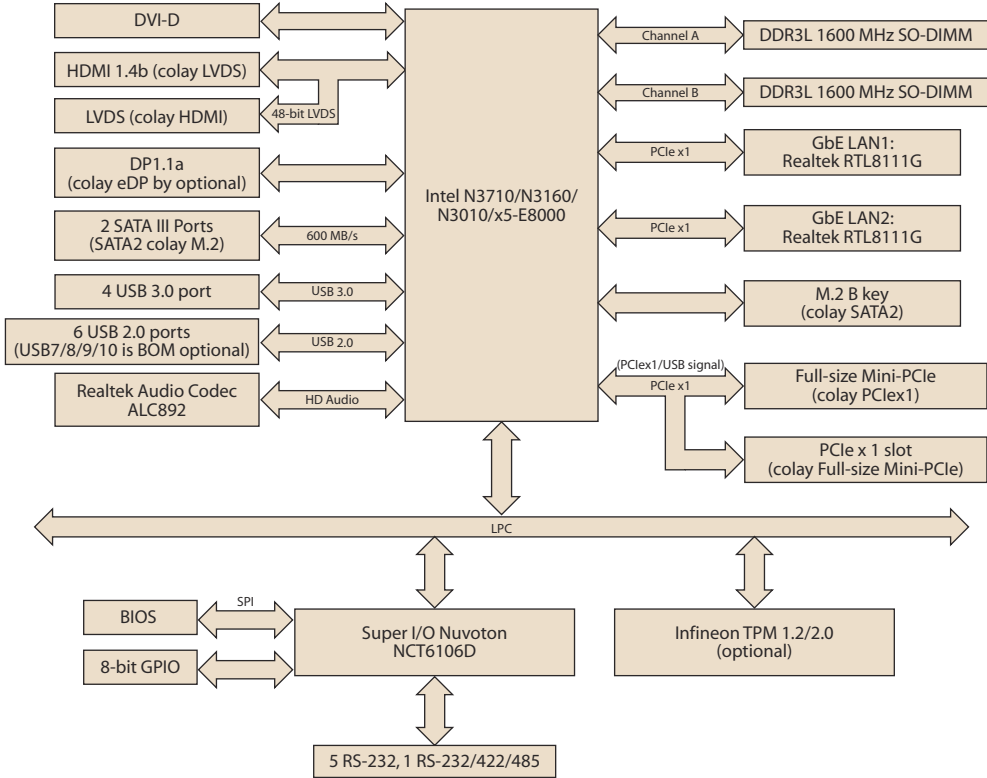 DVI-D
HDMI 1.4b (colay LVDS)
LVDS (colay HDMI)
48-bit LVDS
DP1.1a
(colay eDP by optional)
2 SATA III Ports
(SATA2 colay M.2)
600 MB/s
4 USB 3.0 port
USB 3.0
6 USB 2.0 ports
(USB7/8/9/10 is BOM optional)
USB 2.0
Realtek Audio Codec
ALC892
HD Audio
Intel N3710/N3160/
N3010/x5-E8000
Channel A
DDR3L 1600 MHz SO-DIMM
Channel B
DDR3L 1600 MHz SO-DIMM
PCIe x1
GbE LAN1:
Realtek RTL8111G
PCIe x1
GbE LAN2:
Realtek RTL8111G
M.2 B key
(colay SATA2)
(PCIex1/USB signal)
PCIe x1
Full-size Mini-PCIe
(colay PCIex1)
PCIe x 1 slot
(colay Full-size Mini-PCIe)
LPC
BIOS
SPI
8-bit GPIO
Super I/O Nuvoton
NCT6106D
Infineon TPM 1.2/2.0
(optional)
5 RS-232, 1 RS-232/422/485